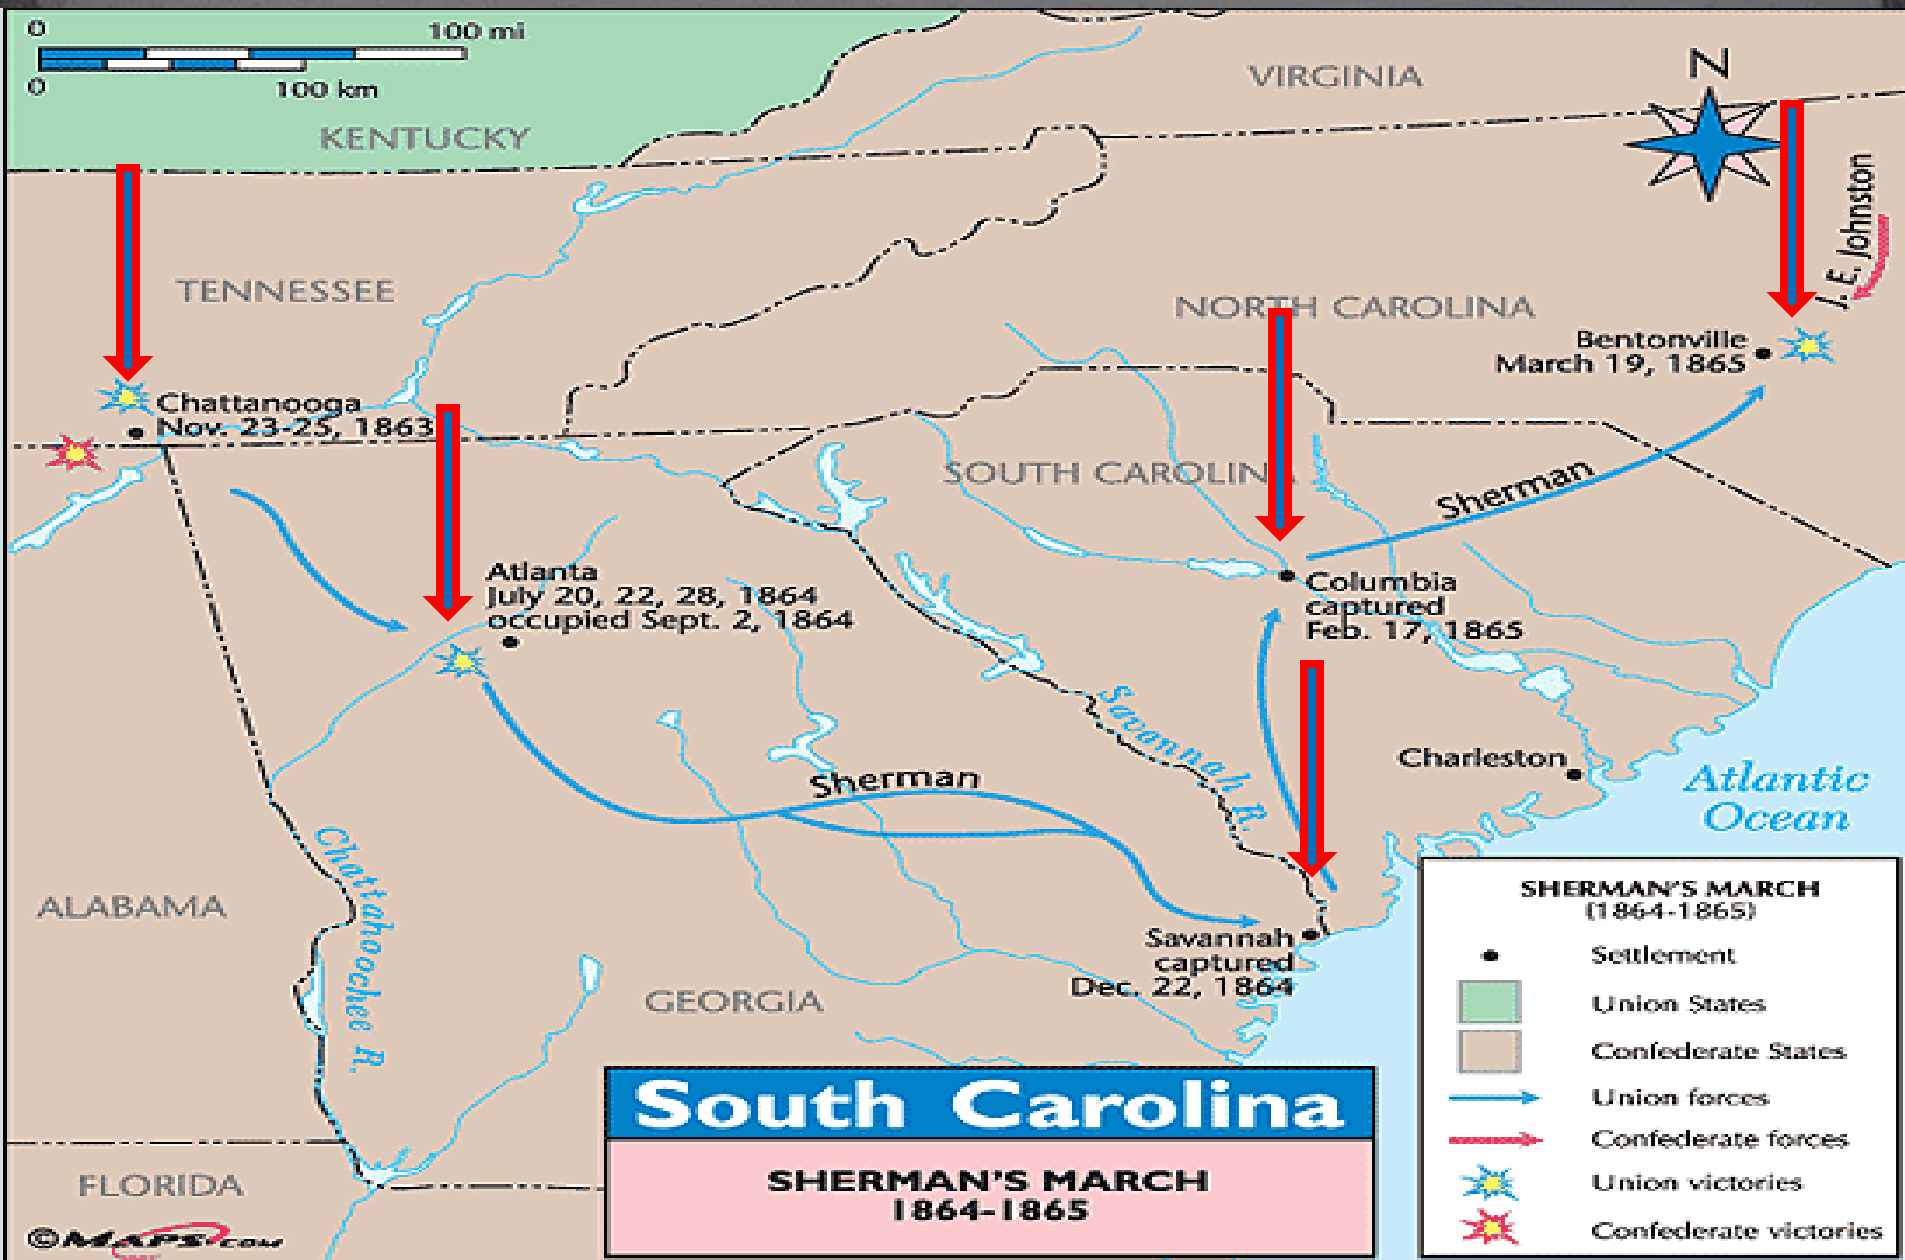 0
100 mi
0
100 km
KENTUCKY
VIRGINIA
N
TENNESSEE
NORTH CAROLINA
J. E. Johnston
Bentonville
March 19, 1865
Chattanooga
Nov. 23-25, 1863
SOUTH CAROLINA
Sherman
Atlanta
July 20, 22, 28, 1864
occupied Sept. 2, 1864
Columbia
captured
Feb. 17, 1865
Savannah R.
Charleston
Sherman
Atlantic
Ocean
Chattahoochee R.
ALABAMA
Savannah
captured
Dec. 22, 1864
GEORGIA
FLORIDA
©MAPS.com
South Carolina
SHERMAN'S MARCH
1864-1865
SHERMAN'S MARCH
(1864-1865)
Settlement
Union States
Confederate States
Union forces
Confederate forces
Union victories
Confederate victories